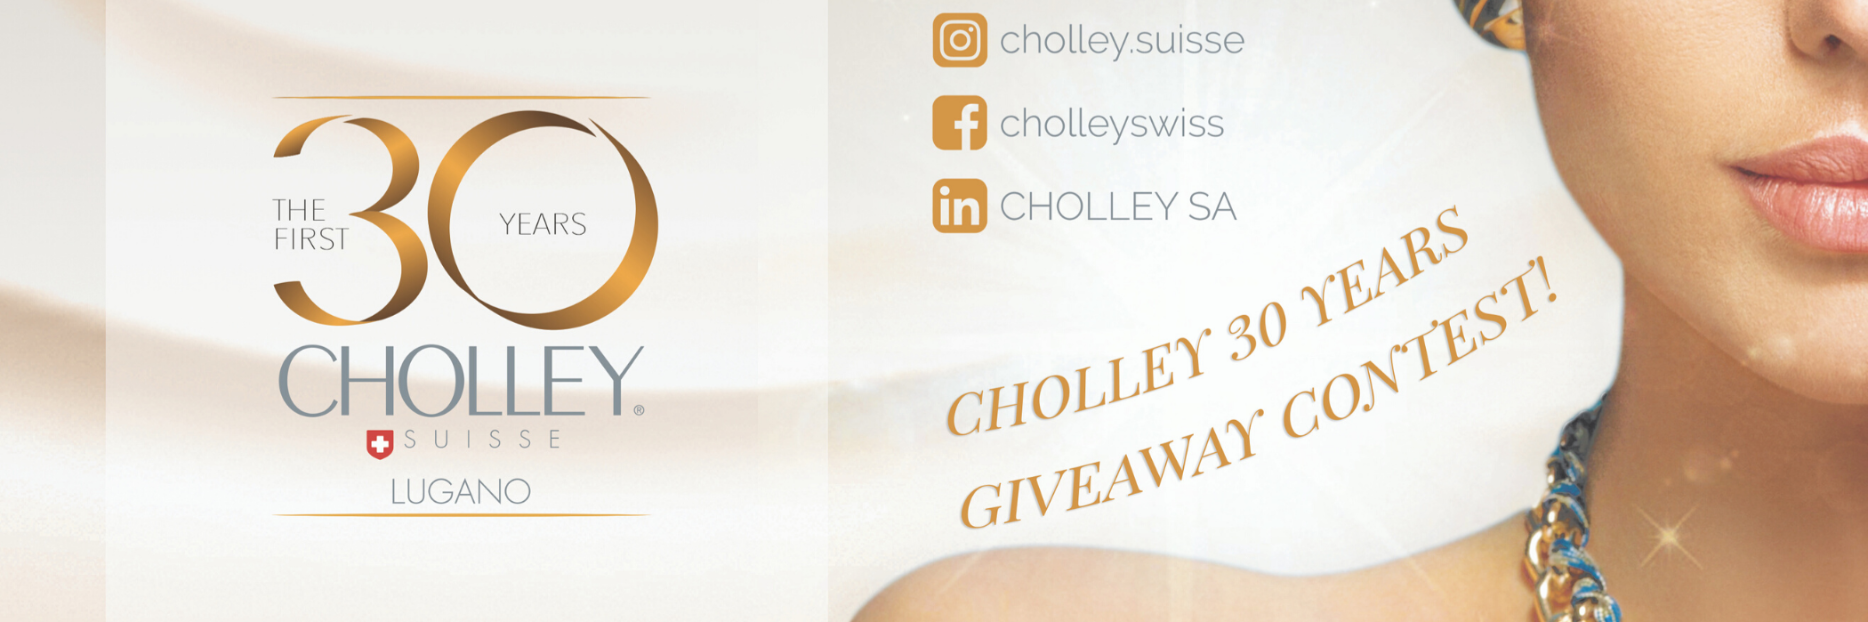 THE
FIRST
30
YEARS
CHOLLEY®
SUISSE
LUGANO
cholley.suisse
cholleyswiss
CHOLLEY SA
CHOLLEY 30 YEARS
GIVEAWAY CONTEST!